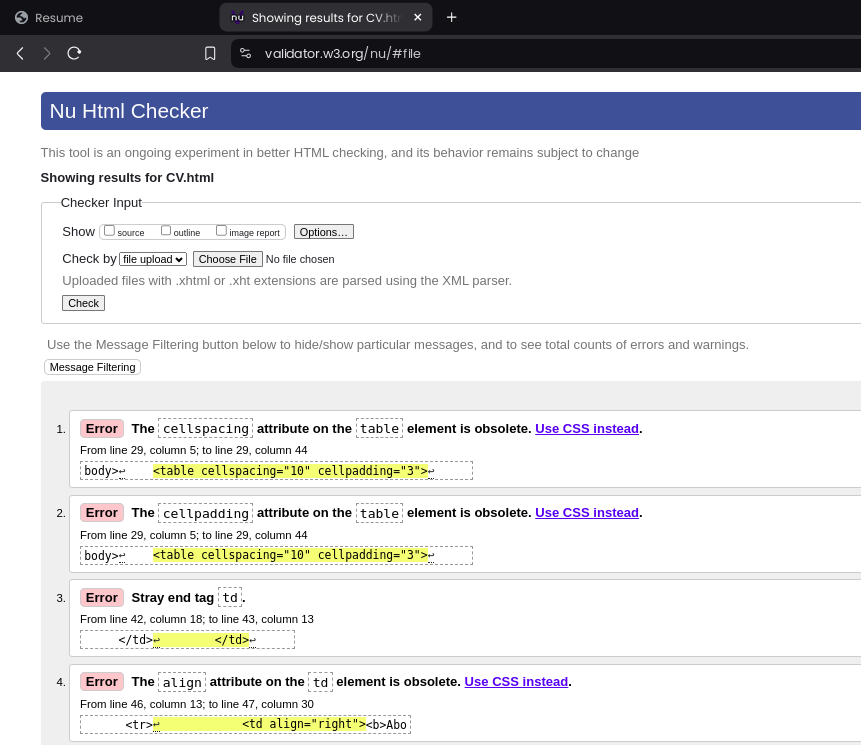 Resume
nu Showing results for CV.htm
validator.w3.org/nu/#file
Nu Html Checker
This tool is an ongoing experiment in better HTML checking, and its behavior remains subject to change
Showing results for CV.html
Checker Input
Show source outline image report Options…
Check by file upload Choose File No file chosen
Uploaded files with .xhtml or .xht extensions are parsed using the XML parser.
Check
Use the Message Filtering button below to hide/show particular messages, and to see total counts of errors and warnings.
Message Filtering
1. Error The cellspacing attribute on the table element is obsolete. Use CSS instead.
From line 29, column 5; to line 29, column 44
body>↩ <table cellspacing="10" cellpadding="3">↩
2. Error The cellpadding attribute on the table element is obsolete. Use CSS instead.
From line 29, column 5; to line 29, column 44
body>↩ <table cellspacing="10" cellpadding="3">↩
3. Error Stray end tag td.
From line 42, column 18; to line 43, column 13
</td>↩ </td>↩
4. Error The align attribute on the td element is obsolete. Use CSS instead.
From line 46, column 13; to line 47, column 30
<tr>↩ <td align="right"><b>Abo